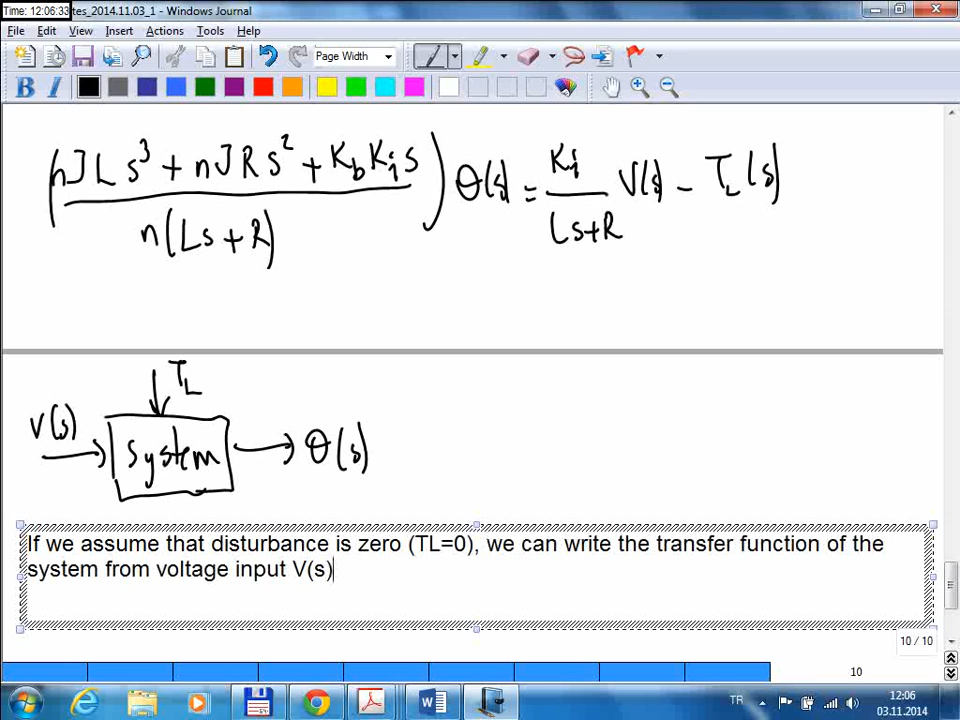 Time: 12:06:33
tes_2014.11.03_1 - Windows Journal
File Edit View Insert Actions Tools Help
Page Width
B I
(nJLs³ + nJRs² + KbKis / n(Ls+R)) θ(s) = Ki / Ls+R V(s) - TL(s)
TL
V(s)
System
θ(s)
If we assume that disturbance is zero (TL=0), we can write the transfer function of the
system from voltage input V(s)
10 / 10
10
W
TR
12:06
03.11.2014